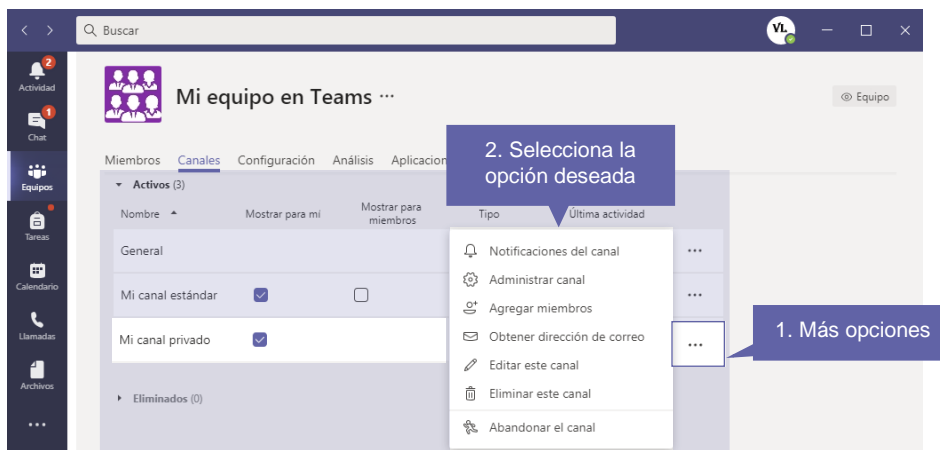 Buscar
VL
2
Actividad
1
Chat
Equipos
Tareas
Calendario
Llamadas
Archivos
Mi equipo en Teams ...
Equipo
Miembros Canales Configuración Análisis Aplicacion
2. Selecciona la
opción deseada
Activos (3)
Nombre Mostrar para mí Mostrar para
miembros Tipo Última actividad
General
Mi canal estándar
Mi canal privado
Eliminados (0)
Notificaciones del canal
Administrar canal
Agregar miembros
Obtener dirección de correo
Editar este canal
Eliminar este canal
Abandonar el canal
1. Más opciones